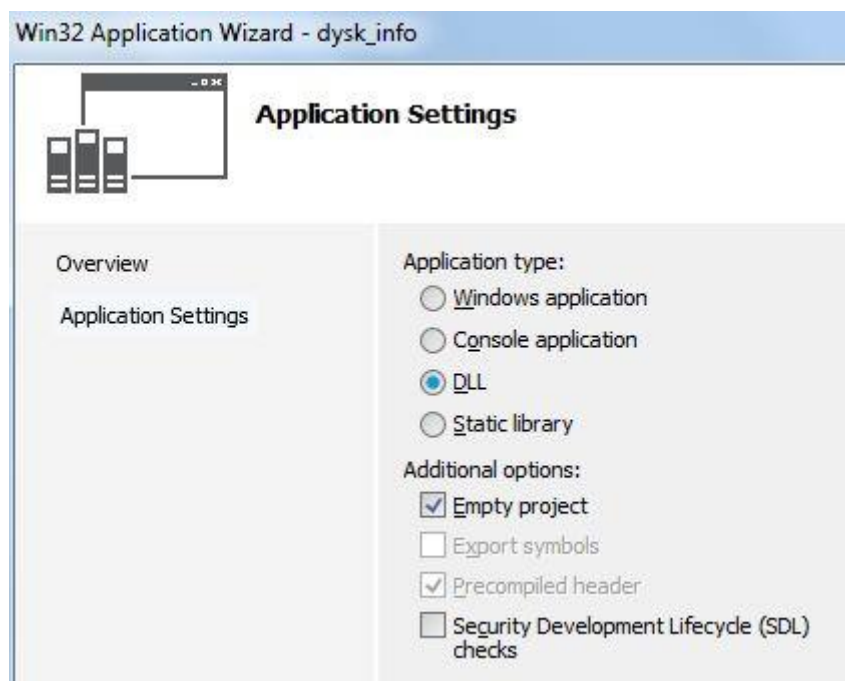 Win32 Application Wizard - dysk_info
Application Settings
Overview
Application Settings
Application type:
Windows application
Console application
DLL
Static library
Additional options:
Empty project
Export symbols
Precompiled header
Security Development Lifecycle (SDL)
checks